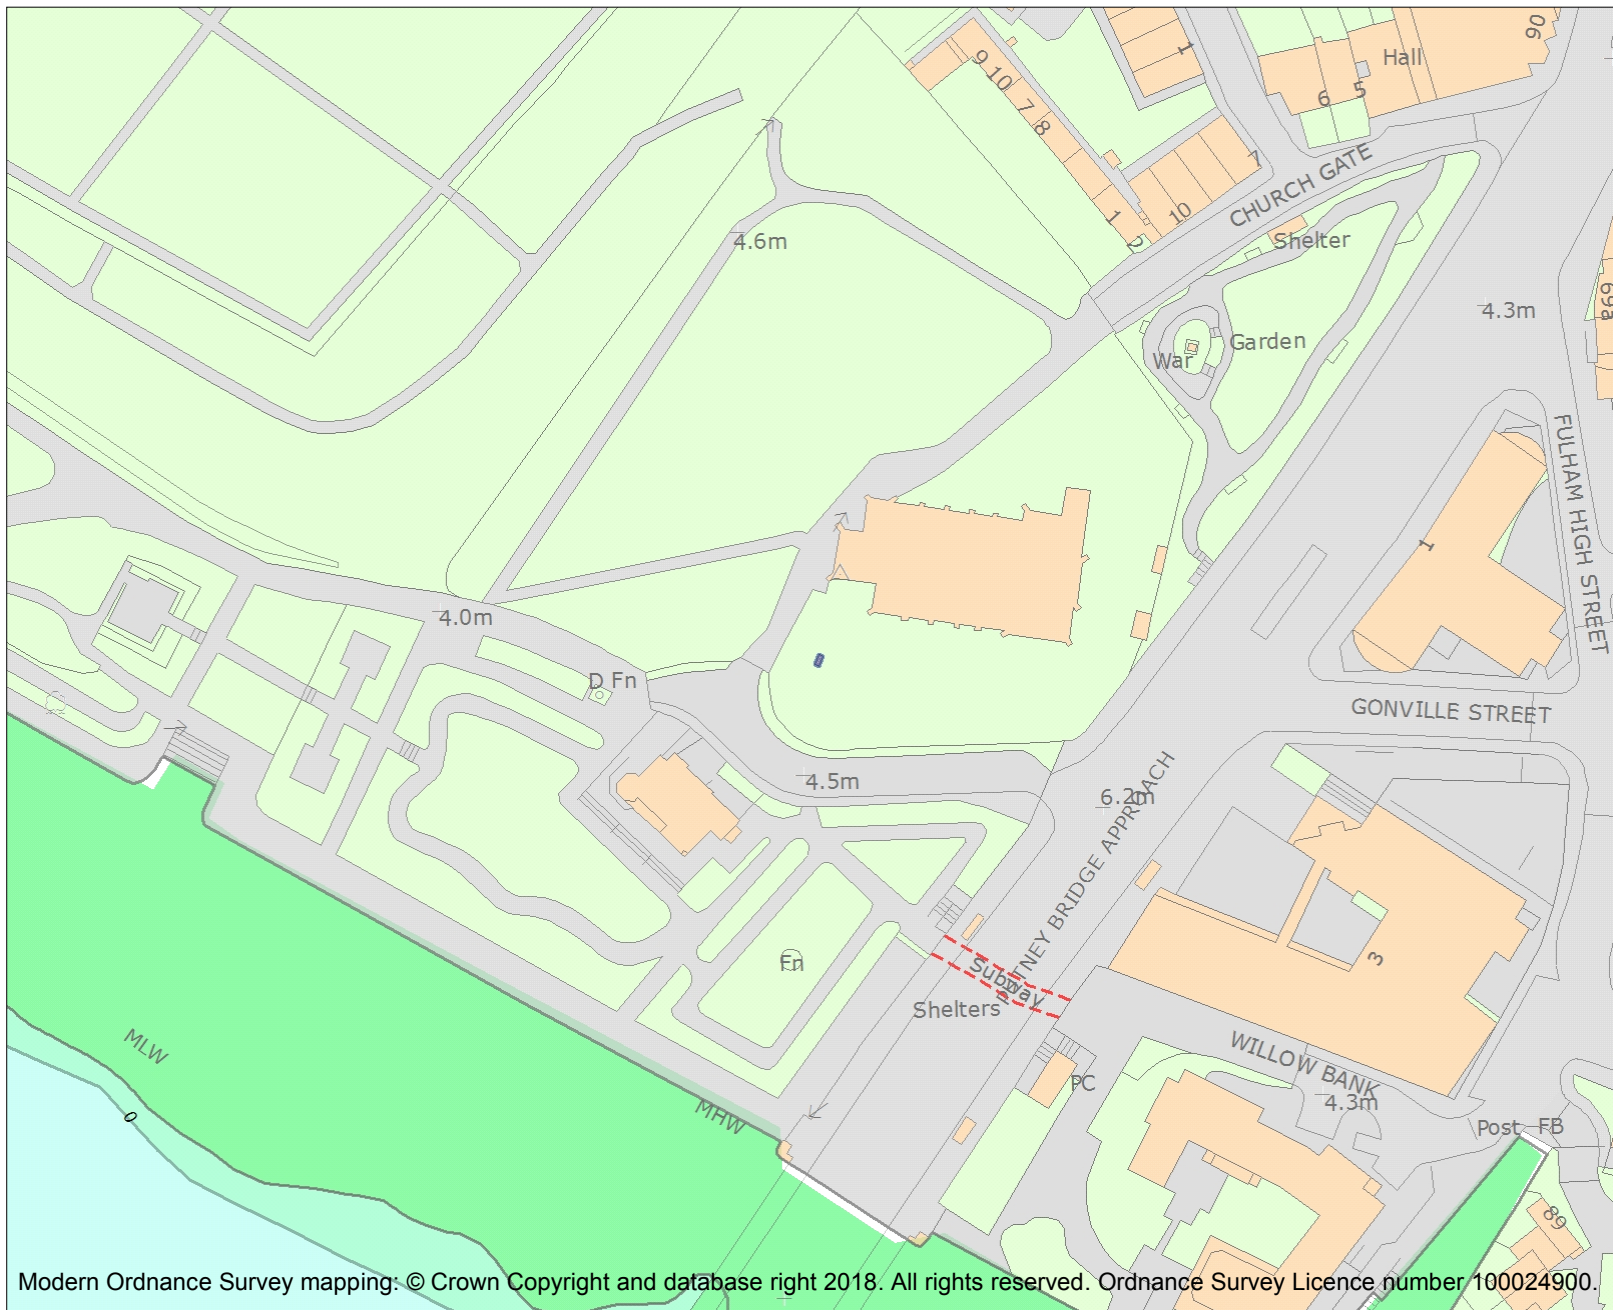 90
Hall
1
6
5
9
10
7
8
7
CHURCH GATE
10
1
2
Shelter
4.6m
4.3m
69a
War
Garden
FULHAM HIGH STREET
1
4.0m
D Fn
GONVILLE STREET
4.5m
6.2m
PUTNEY BRIDGE APPROACH
Fn
Subway
Shelters
3
WILLOW BANK
MLW
PC
4.3m
MHW
Post
FB
89
Modern Ordnance Survey mapping: © Crown Copyright and database right 2018. All rights reserved. Ordnance Survey Licence number 100024900.